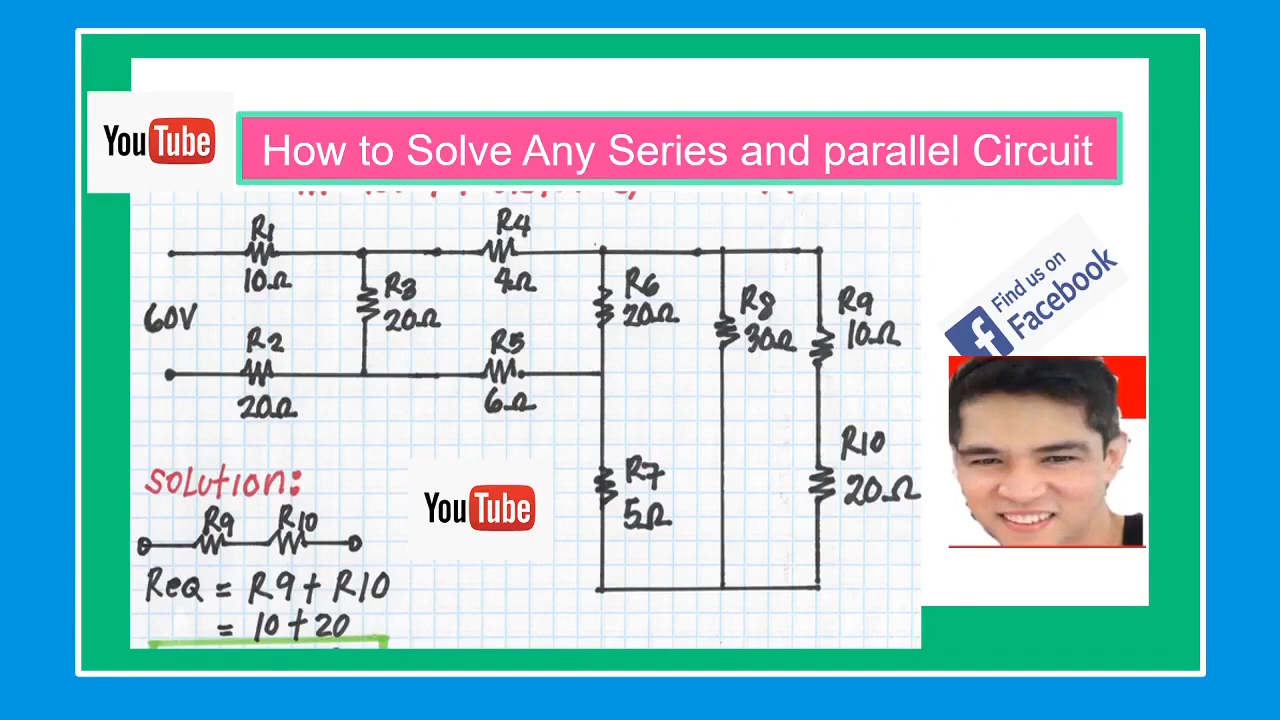 YouTube
How to Solve Any Series and parallel Circuit
R1
10Ω
R4
4Ω
R3
20Ω
R6
20Ω
R8
30Ω
R9
10Ω
60V
R2
20Ω
R5
6Ω
R7
5Ω
R10
20Ω
Find us on
Facebook
Solution:
R9 R10
YouTube
ReQ = R9 + R10
= 10 + 20